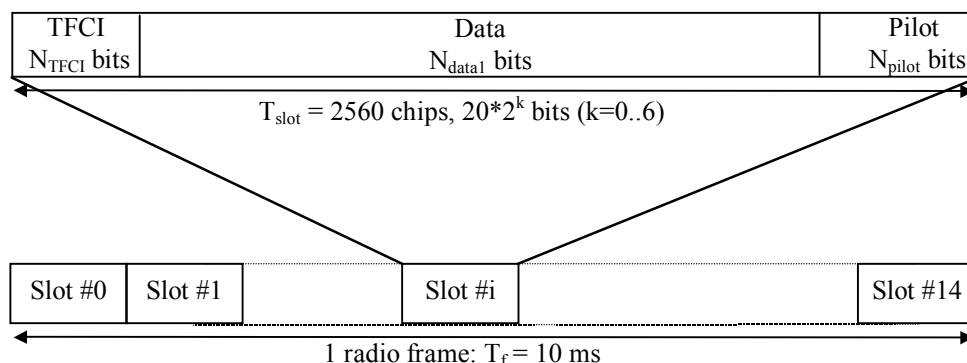 TFCI
N_TFCI bits
Data
N_data1 bits
Pilot
N_pilot bits
T_slot = 2560 chips, 20*2^k bits (k=0..6)
Slot #0
Slot #1
Slot #i
Slot #14
1 radio frame: T_f = 10 ms